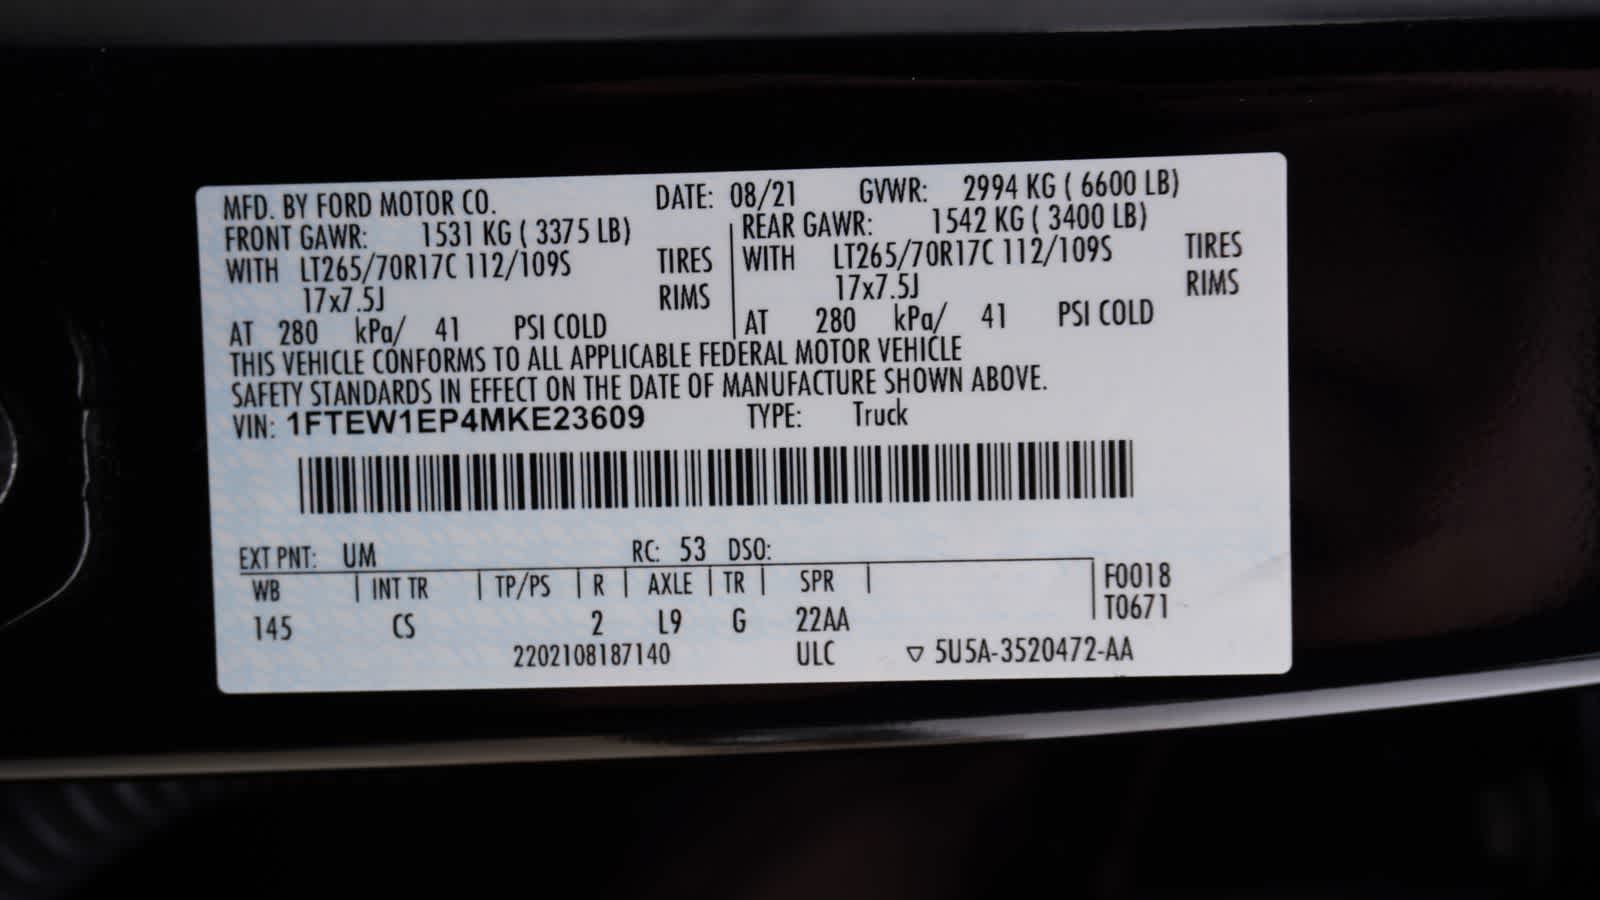 MFD. BY FORD MOTOR CO. DATE: 08/21 GVWR: 2994 KG ( 6600 LB)
FRONT GAWR: 1531 KG ( 3375 LB) REAR GAWR: 1542 KG ( 3400 LB)
WITH LT265/70R17C 112/109S TIRES WITH LT265/70R17C 112/109S TIRES
17x7.5J RIMS 17x7.5J RIMS
AT 280 kPa/ 41 PSI COLD AT 280 kPa/ 41 PSI COLD
THIS VEHICLE CONFORMS TO ALL APPLICABLE FEDERAL MOTOR VEHICLE
SAFETY STANDARDS IN EFFECT ON THE DATE OF MANUFACTURE SHOWN ABOVE.
VIN: 1FTEW1EP4MKE23609 TYPE: Truck
EXT PNT: UM RC: 53 DSO:
WB INT TR TP/PS R AXLE TR SPR F0018
145 CS 2 L9 G 22AA T0671
2202108187140 ULC ▽ 5U5A-3520472-AA